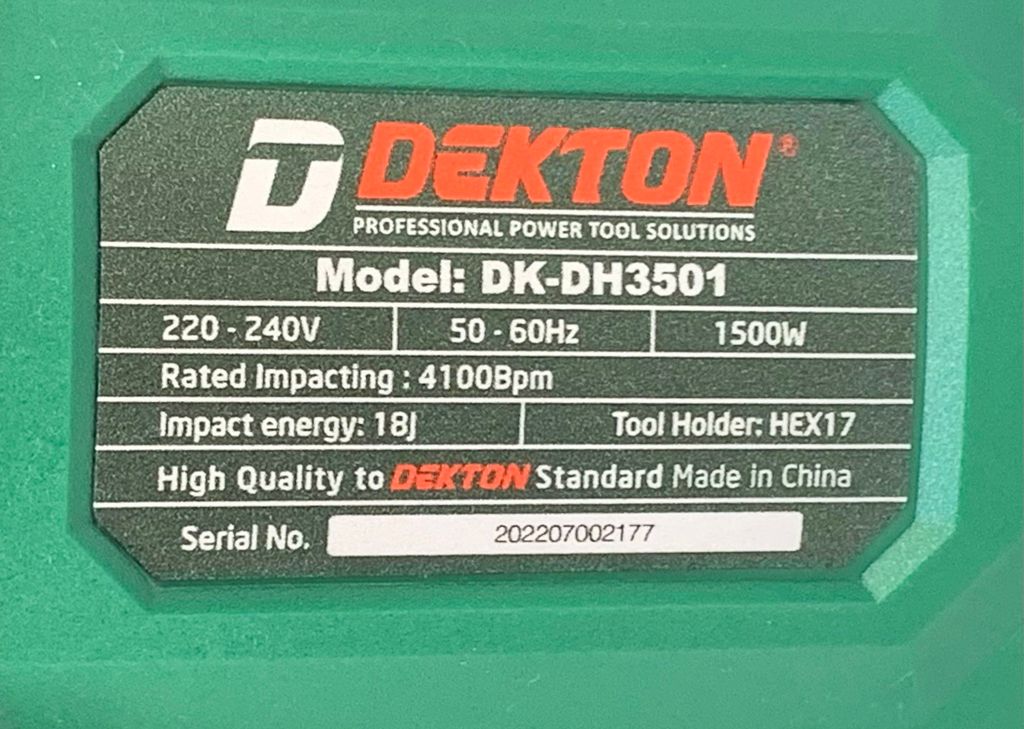 DEKTON®
PROFESSIONAL POWER TOOL SOLUTIONS
Model: DK-DH3501
220 - 240V 50 - 60Hz 1500W
Rated Impacting : 4100Bpm
Impact energy: 18J Tool Holder: HEX17
High Quality to DEKTON Standard Made in China
Serial No. 202207002177